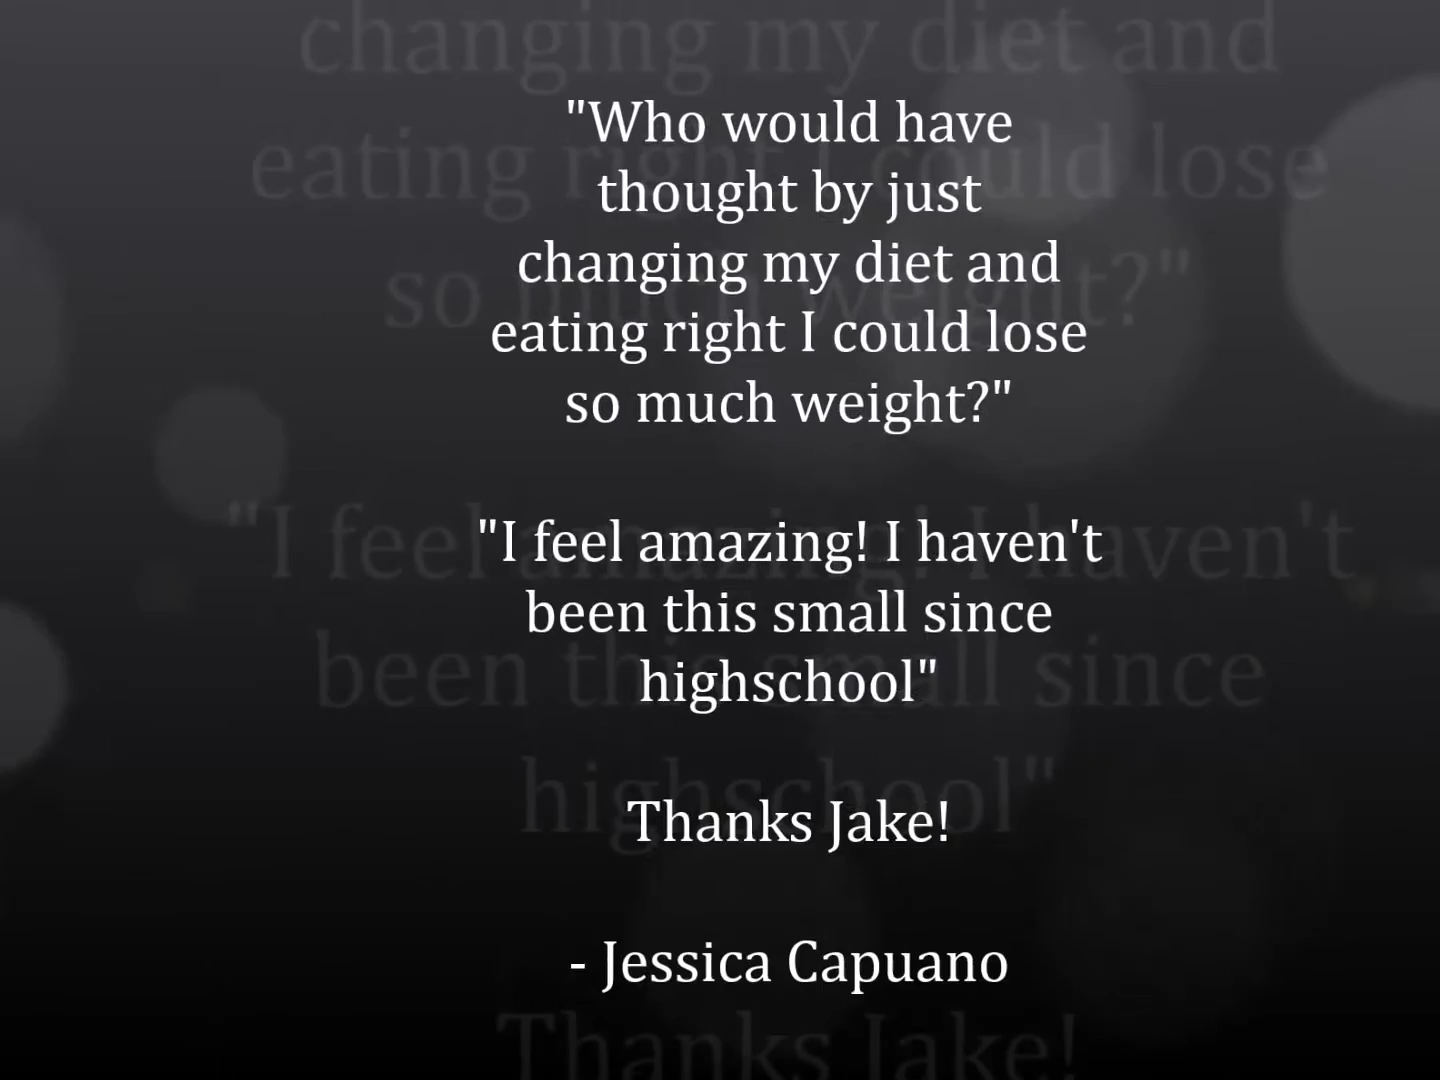 "Who would have
thought by just
changing my diet and
eating right I could lose
so much weight?"
"I feel amazing! I haven't
been this small since
highschool"
Thanks Jake!
- Jessica Capuano